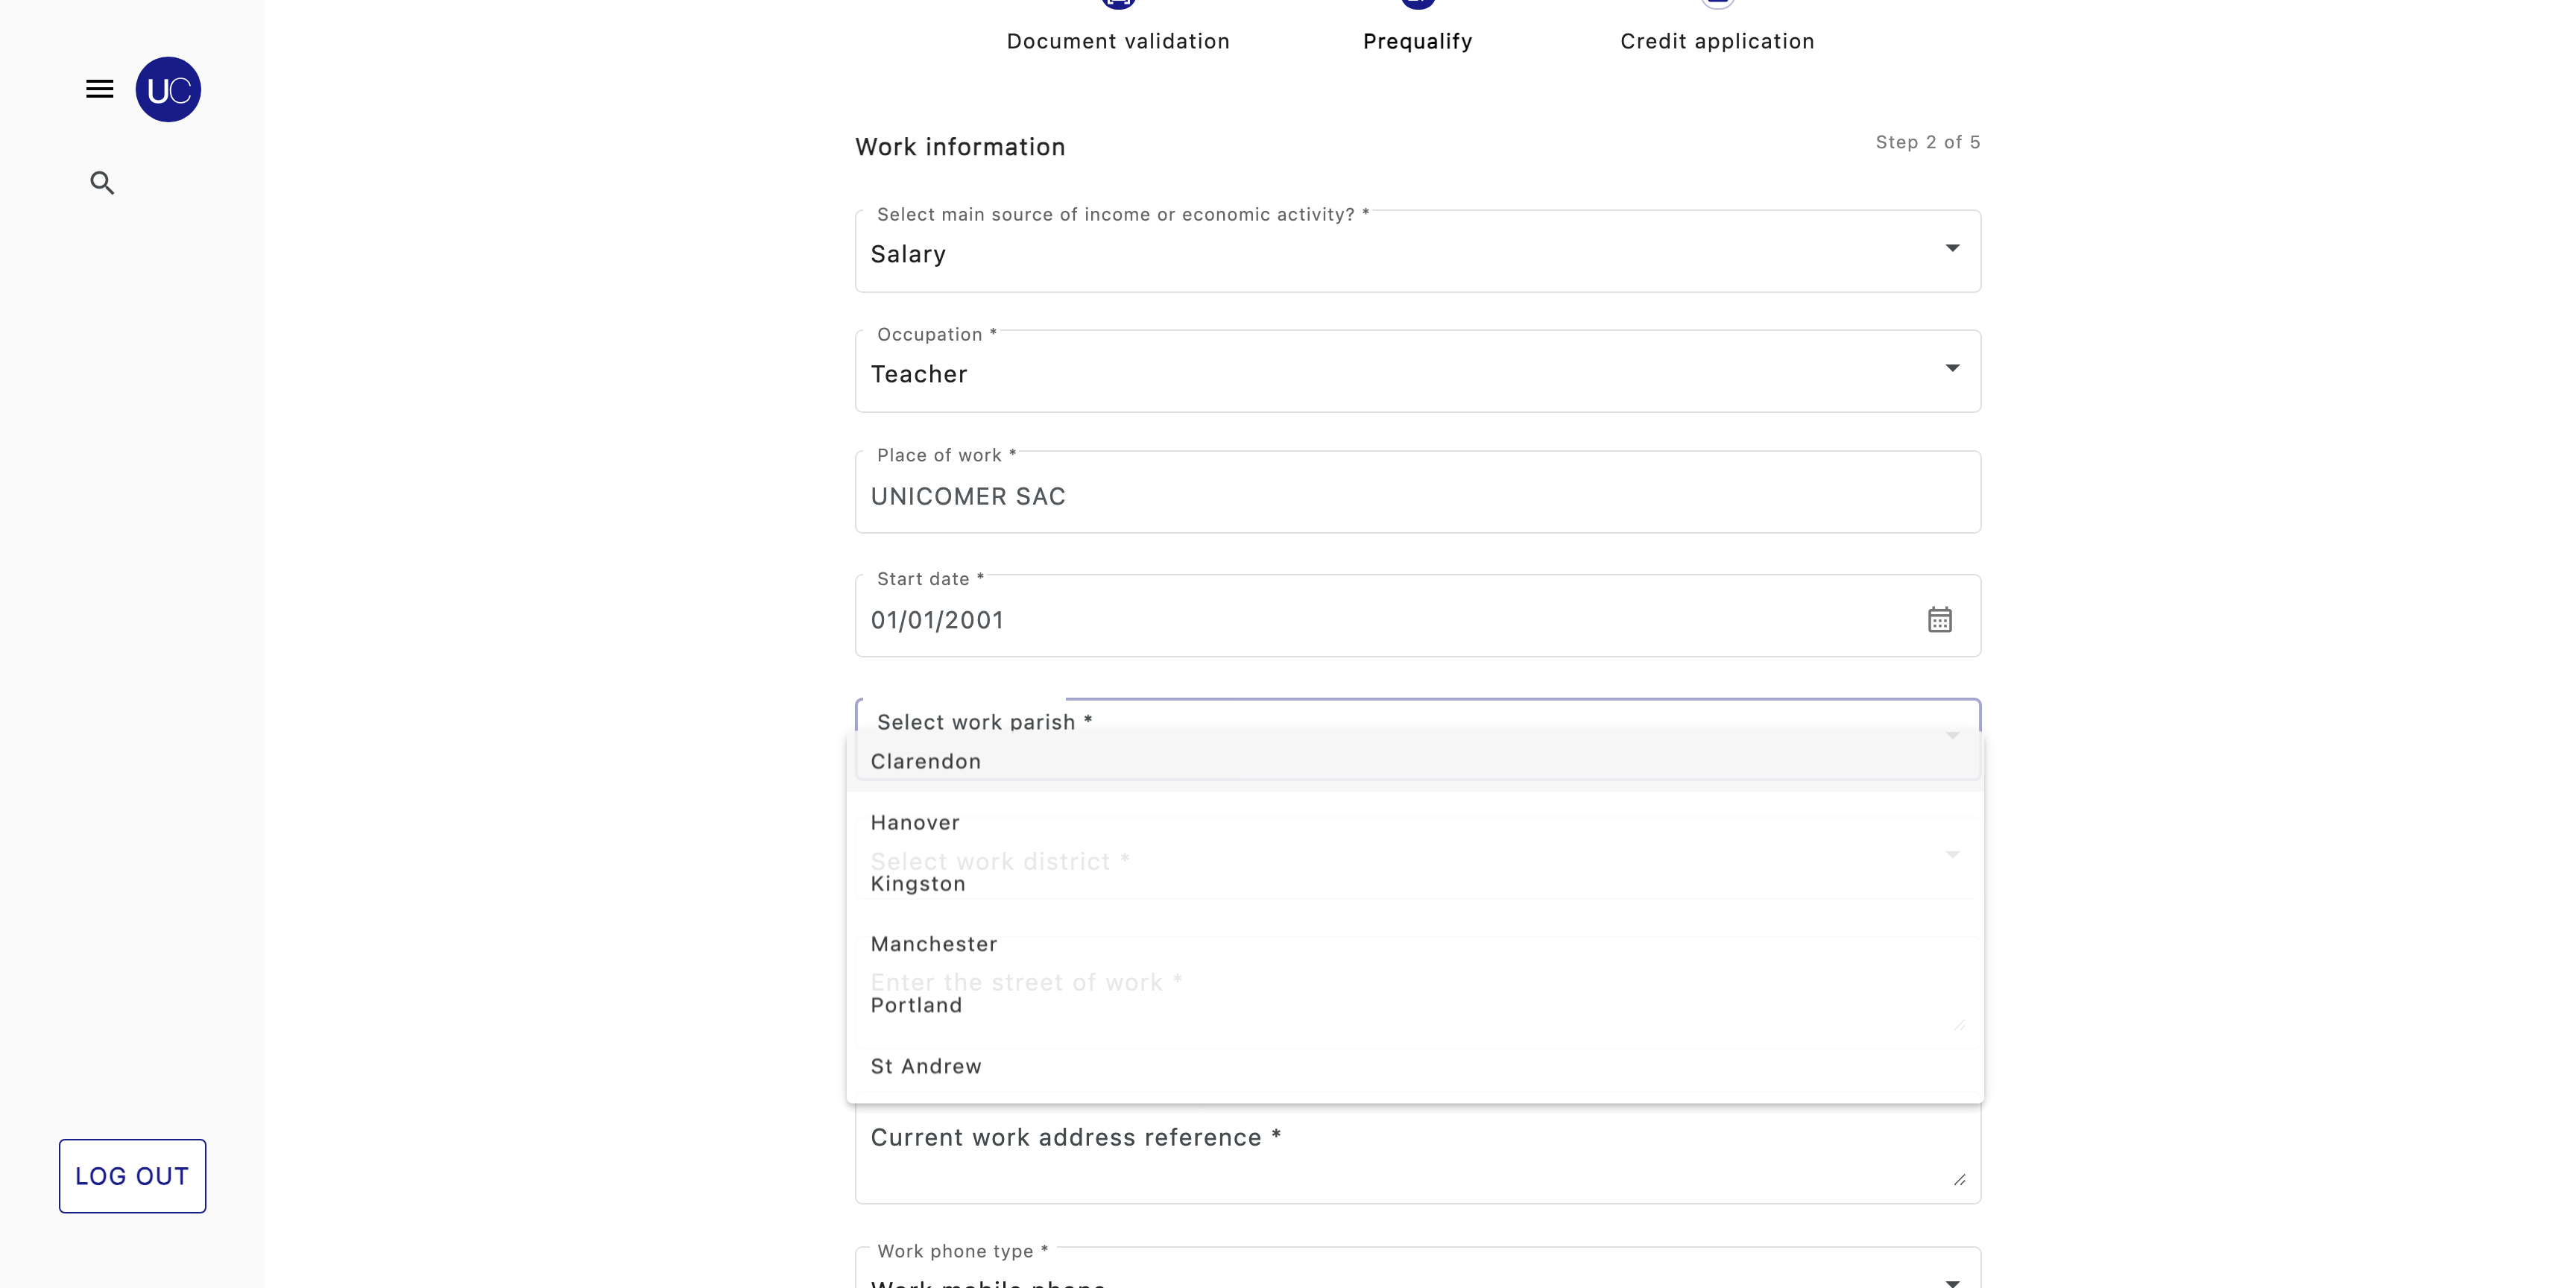 Document validation
Prequalify
Credit application
UC
Work information
Step 2 of 5
Select main source of income or economic activity? *
Salary
Occupation *
Teacher
Place of work *
UNICOMER SAC
Start date *
01/01/2001
Select work parish *
Clarendon
Hanover
Select work district *
Kingston
Manchester
Enter the street of work *
Portland
St Andrew
Current work address reference *
LOG OUT
Work phone type *
Work mobile phone